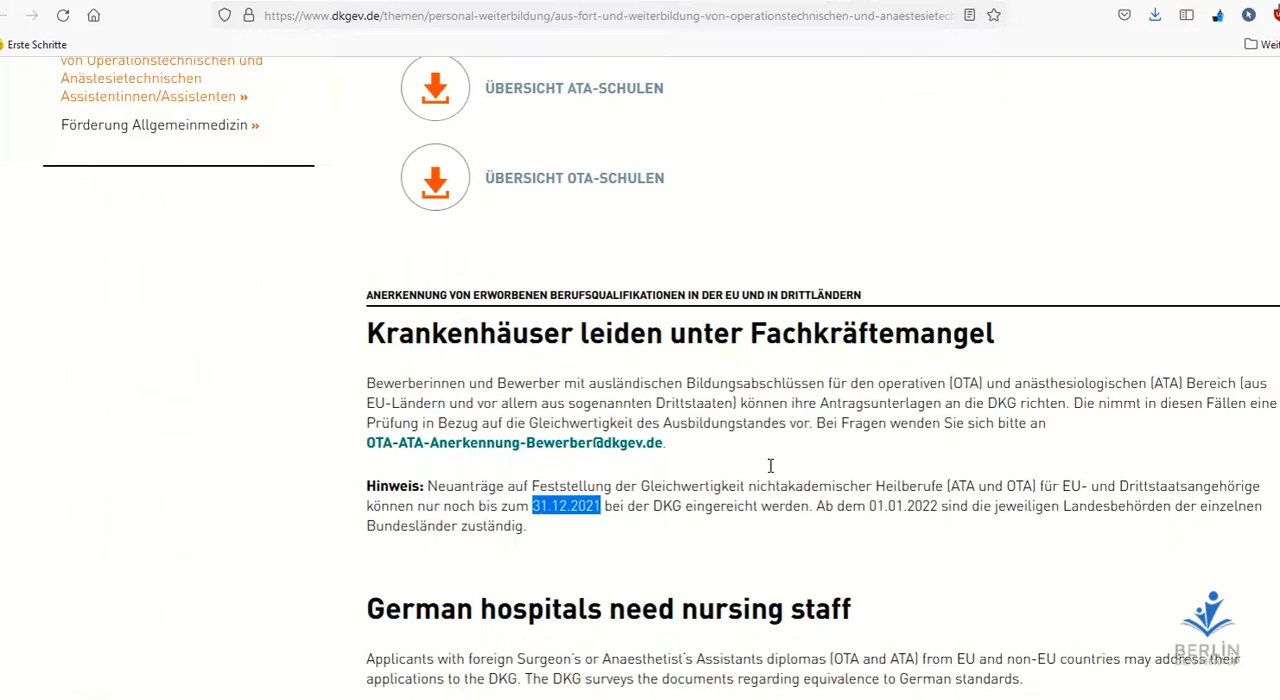 https://www.dkgev.de/themen/personal-weiterbildung/aus-fort-und-weiterbildung-von-operationstechnischen-und-anaestesietech
Erste Schritte
Weit
von Operationstechnischen und
Anästesietechnischen
Assistentinnen/Assistenten »
Förderung Allgemeinmedizin »
ÜBERSICHT ATA-SCHULEN
ÜBERSICHT OTA-SCHULEN
ANERKENNUNG VON ERWORBENEN BERUFSQUALIFIKATIONEN IN DER EU UND IN DRITTLÄNDERN
Krankenhäuser leiden unter Fachkräftemangel
Bewerberinnen und Bewerber mit ausländischen Bildungsabschlüssen für den operativen (OTA) und anästhesiologischen (ATA) Bereich (aus
EU-Ländern und vor allem aus sogenannten Drittstaaten) können ihre Antragsunterlagen an die DKG richten. Die nimmt in diesen Fällen eine
Prüfung in Bezug auf die Gleichwertigkeit des Ausbildungstandes vor. Bei Fragen wenden Sie sich bitte an
OTA-ATA-Anerkennung-Bewerber@dkgev.de.
Hinweis: Neuanträge auf Feststellung der Gleichwertigkeit nichtakademischer Heilberufe (ATA und OTA) für EU- und Drittstaatsangehörige
können nur noch bis zum 31.12.2021 bei der DKG eingereicht werden. Ab dem 01.01.2022 sind die jeweiligen Landesbehörden der einzelnen
Bundesländer zuständig.
German hospitals need nursing staff
Applicants with foreign Surgeon's or Anaesthetist's Assistants diplomas (OTA and ATA) from EU and non-EU countries may address their
applications to the DKG. The DKG surveys the documents regarding equivalence to German standards.
BERLIN